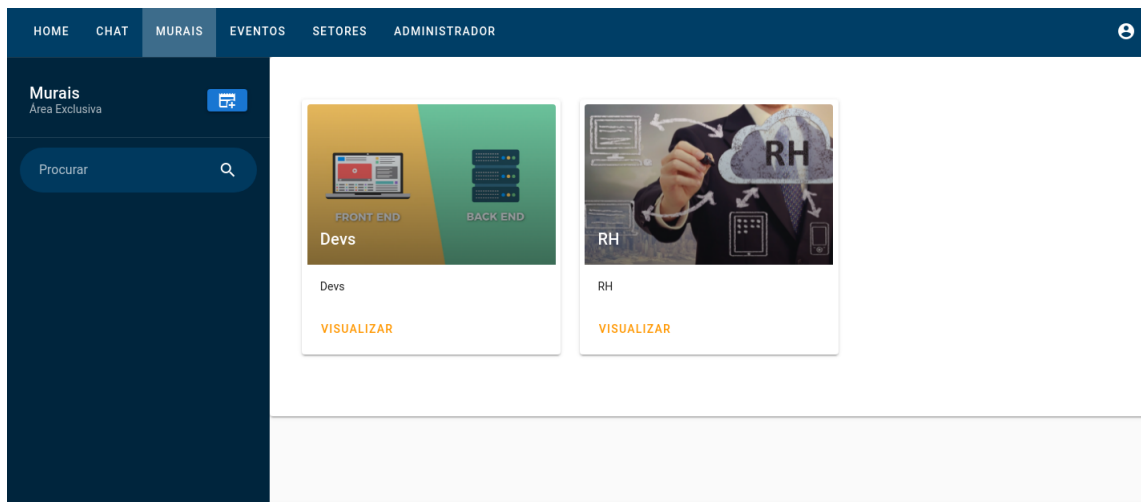 HOME CHAT MURAIS EVENTOS SETORES ADMINISTRADOR
Murais
Área Exclusiva
Procurar
FRONT END BACK END
Devs
Devs
VISUALIZAR
RH
RH
RH
VISUALIZAR